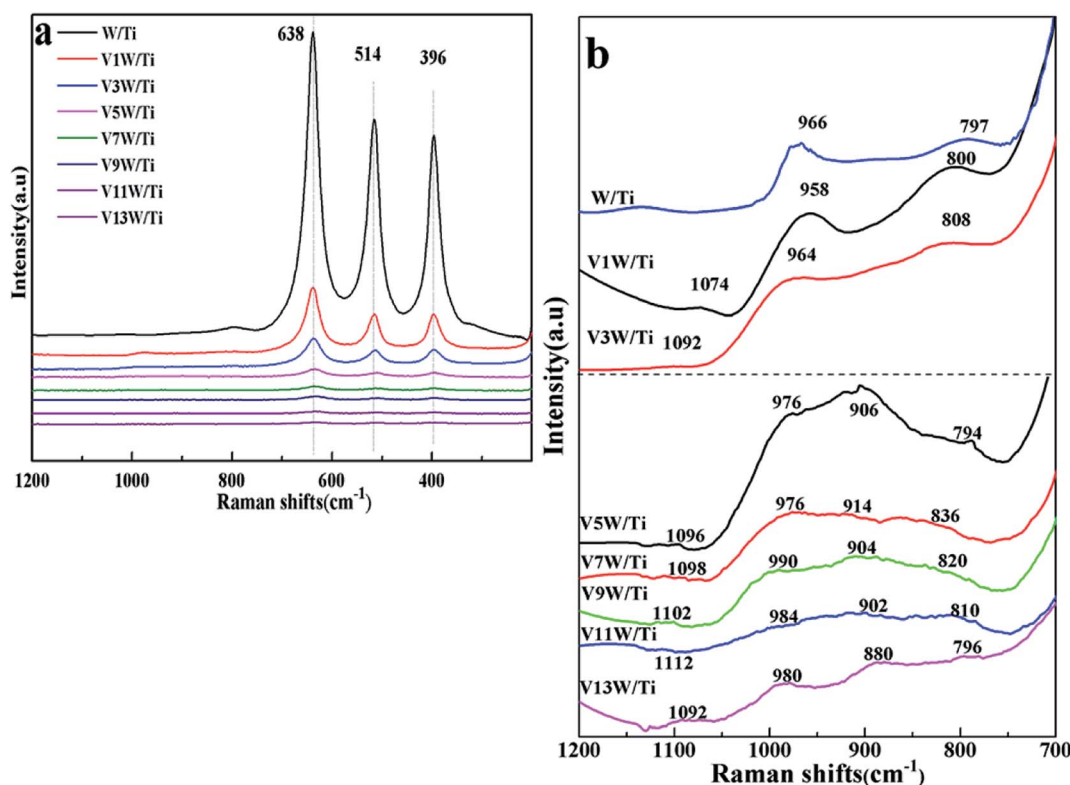 a
W/Ti
V1W/Ti
V3W/Ti
V5W/Ti
V7W/Ti
V9W/Ti
V11W/Ti
V13W/Ti
638
514
396
Intensity(a.u)
1200
1000
800
600
400
Raman shifts(cm⁻¹)
b
966
797
W/Ti
958
800
V1W/Ti
1074
964
808
V3W/Ti
1092
976
906
794
V5W/Ti
1096
976
914
836
V7W/Ti
1098
990
904
820
V9W/Ti
1102
984
902
810
V11W/Ti
1112
980
880
796
V13W/Ti
1092
Intensity(a.u)
1200
1100
1000
900
800
700
Raman shifts(cm⁻¹)